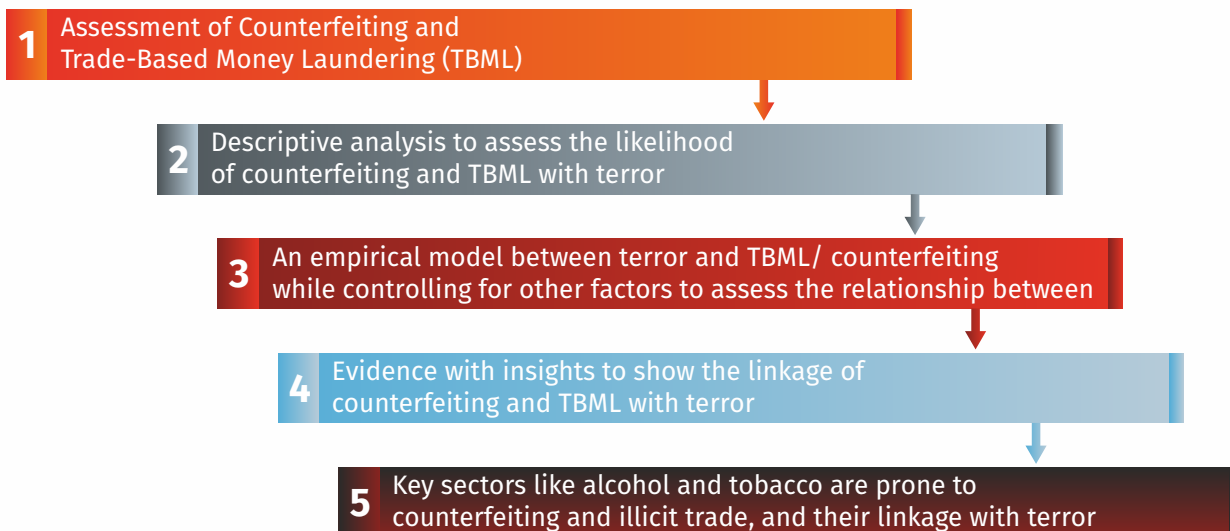 1
Assessment of Counterfeiting and
Trade-Based Money Laundering (TBML)
2
Descriptive analysis to assess the likelihood
of counterfeiting and TBML with terror
3
An empirical model between terror and TBML/ counterfeiting
while controlling for other factors to assess the relationship between
4
Evidence with insights to show the linkage of
counterfeiting and TBML with terror
5
Key sectors like alcohol and tobacco are prone to
counterfeiting and illicit trade, and their linkage with terror